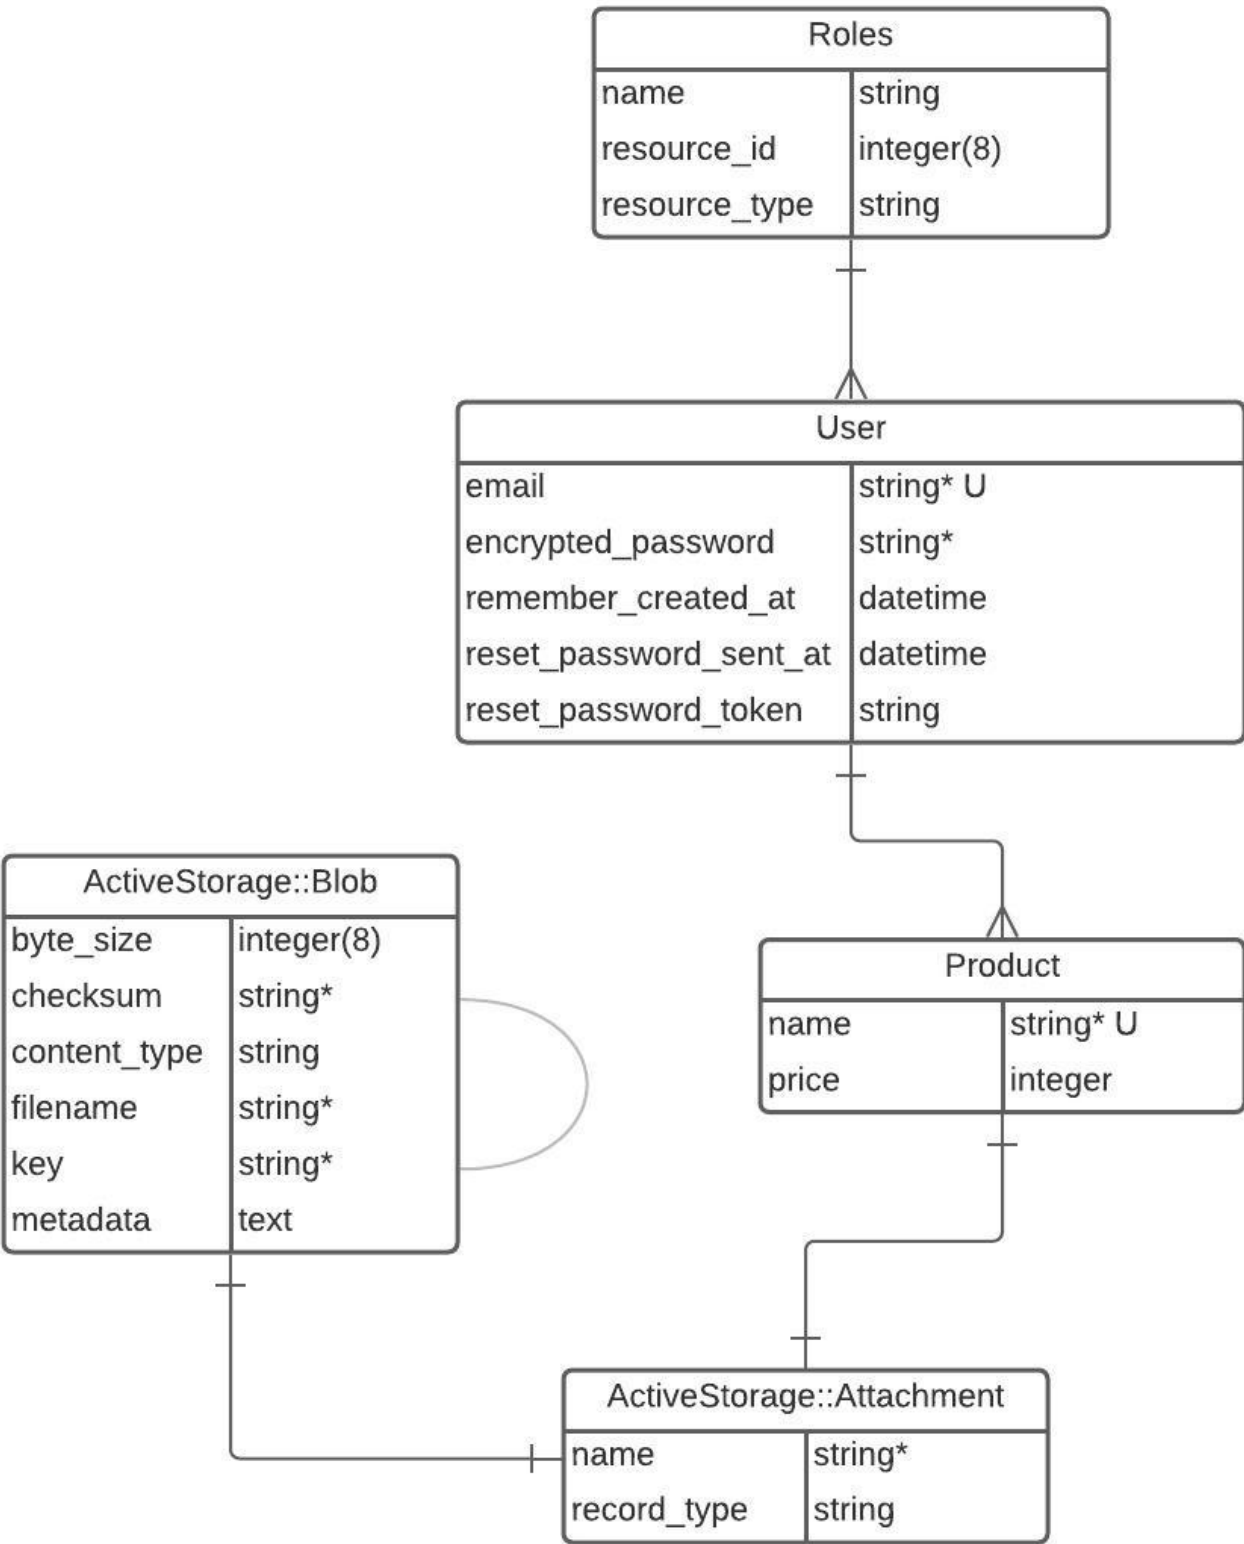 Roles
name string
resource_id integer(8)
resource_type string
User
email string* U
encrypted_password string*
remember_created_at datetime
reset_password_sent_at datetime
reset_password_token string
ActiveStorage::Blob
byte_size integer(8)
checksum string*
content_type string
filename string*
key string*
metadata text
Product
name string* U
price integer
ActiveStorage::Attachment
name string*
record_type string